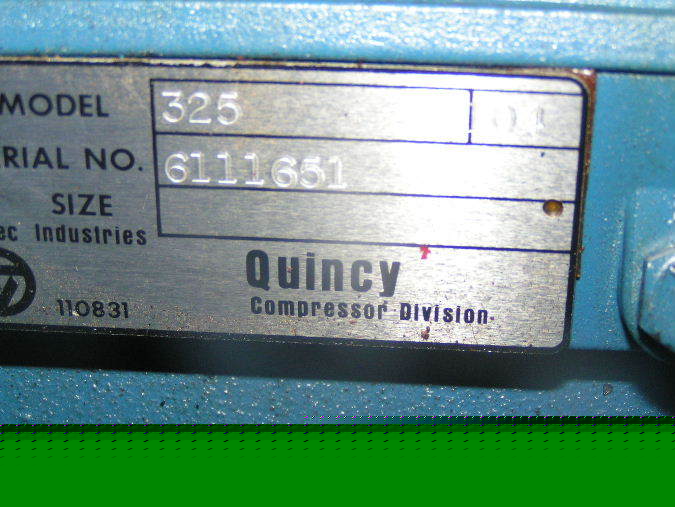 MODEL 325
RIAL NO. 6111651
SIZE
ec Industries
Quincy
110831
Compressor Division